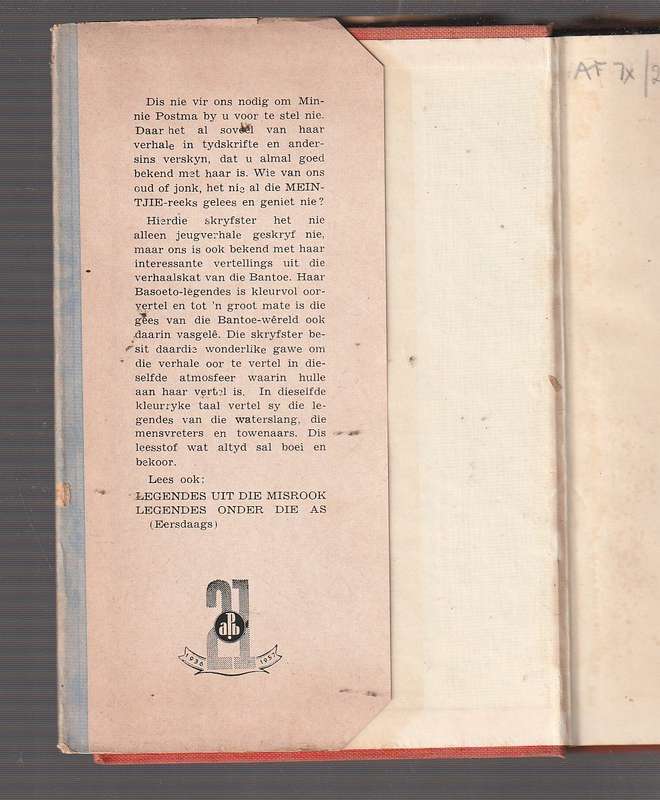 Dis nie vir ons nodig om Min-
nie Postma by u voor te stel nie.
Daar het al soveel van haar
verhale in tydskrifte enander-
sins verskyn, dat u almal goed
bekend met haar is. Wie van ons
oud of jonk, het nie al die MEIN-
TJIE-reeks gelees en geniet nie?
Hierdie skryfster het nie
alleen jeugverhale geskryf nie,
maar ons is ook bekend met haar
interessante vertellings uit die
verhaalskat van die Bantoe. Haar
Basoeto-legendes is kleurvol oor-
vertel en tot 'n groot mate is die
gees van die Bantoe-wêreld ook
daarin vasgelê. Die skryfster be-
sit daardie wonderlike gawe om
die verhale oor te vertel in die-
selfde atmosfeer waarin hulle
aan haar vertel is. In dieselfde
kleurryke taal vertel sy die le-
gendes van die waterslang, die
mensvreters en towenaars. Dis
leesstof wat altyd sal boei en
bekoor.
Lees ook:
LEGENDES UIT DIE MISROOK
LEGENDES ONDER DIE AS
(Eersdaags)
21
apb
1936 1957
AF 7x/2